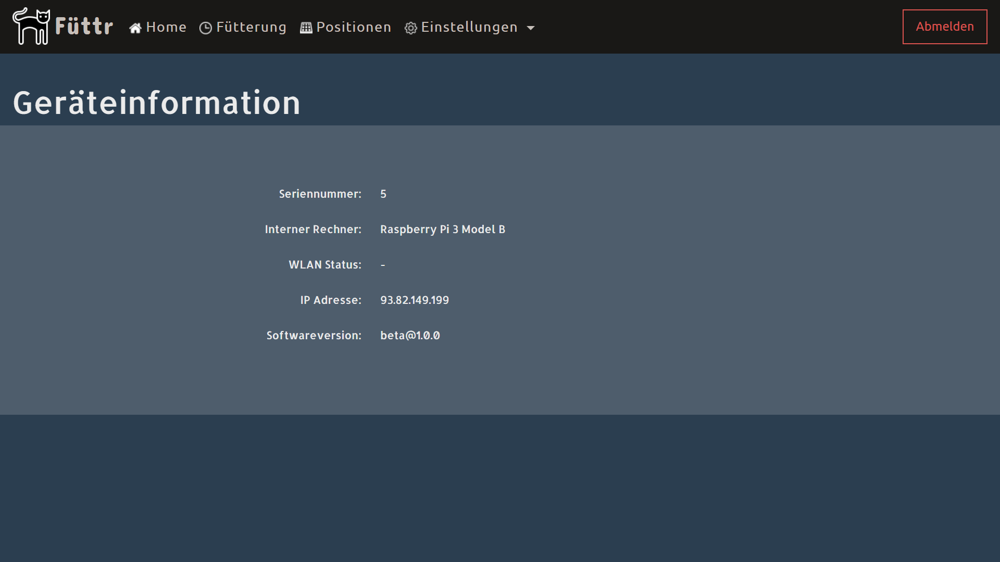 Füttr Home Fütterung Positionen Einstellungen Abmelden
Geräteinformation
Seriennummer: 5
Interner Rechner: Raspberry Pi 3 Model B
WLAN Status: -
IP Adresse: 93.82.149.199
Softwareversion: beta@1.0.0